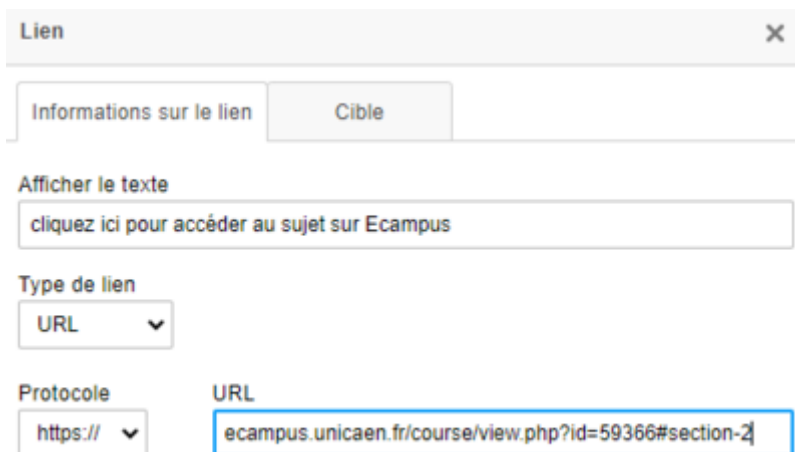 Lien
Informations sur le lien Cible
Afficher le texte
cliquez ici pour accéder au sujet sur Ecampus
Type de lien
URL
Protocole URL
https:// ecampus.unicaen.fr/course/view.php?id=59366#section-2